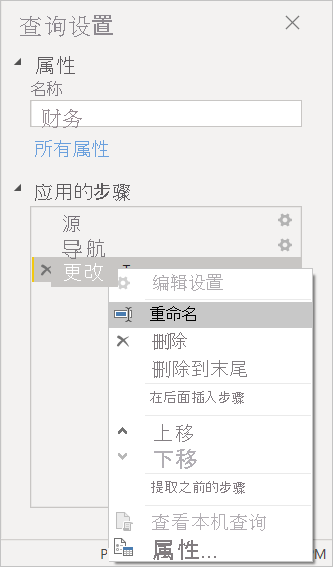 查询设置
属性
名称
财务
所有属性
应用的步骤
源
导航
更改
编辑设置
重命名
删除
删除到末尾
在后面插入步骤
上移
下移
提取之前的步骤
查看本机查询
属性...